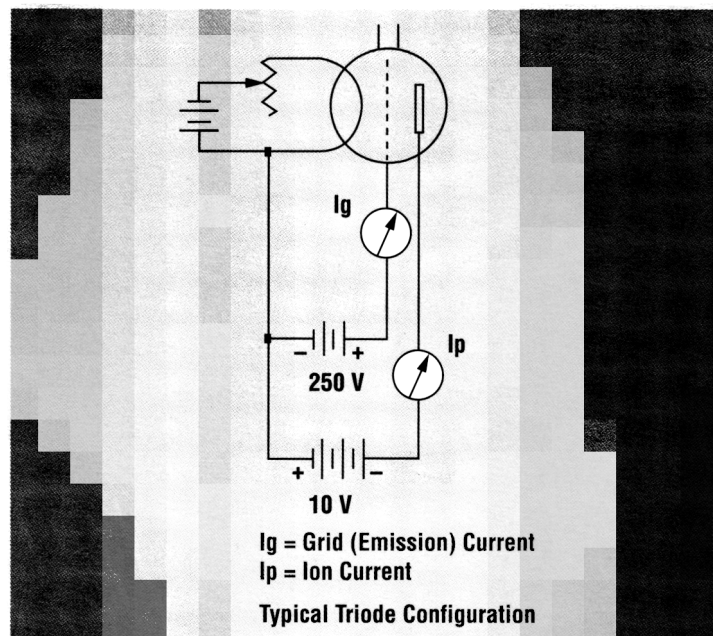 Ig
Ip
– +
250 V
+ –
10 V
Ig = Grid (Emission) Current
Ip = Ion Current
Typical Triode Configuration